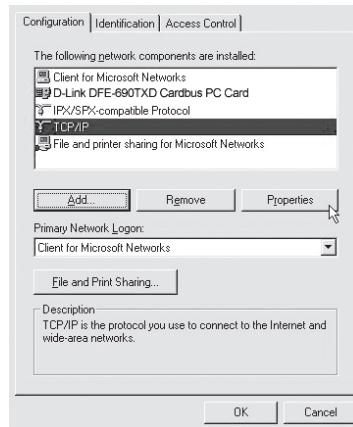 Configuration Identification Access Control
The following network components are installed:
Client for Microsoft Networks
D-Link DFE-690TXD Cardbus PC Card
IPX/SPX-compatible Protocol
TCP/IP
File and printer sharing for Microsoft Networks
Add... Remove Properties
Primary Network Logon:
Client for Microsoft Networks
File and Print Sharing...
Description
TCP/IP is the protocol you use to connect to the Internet and
wide-area networks.
OK Cancel